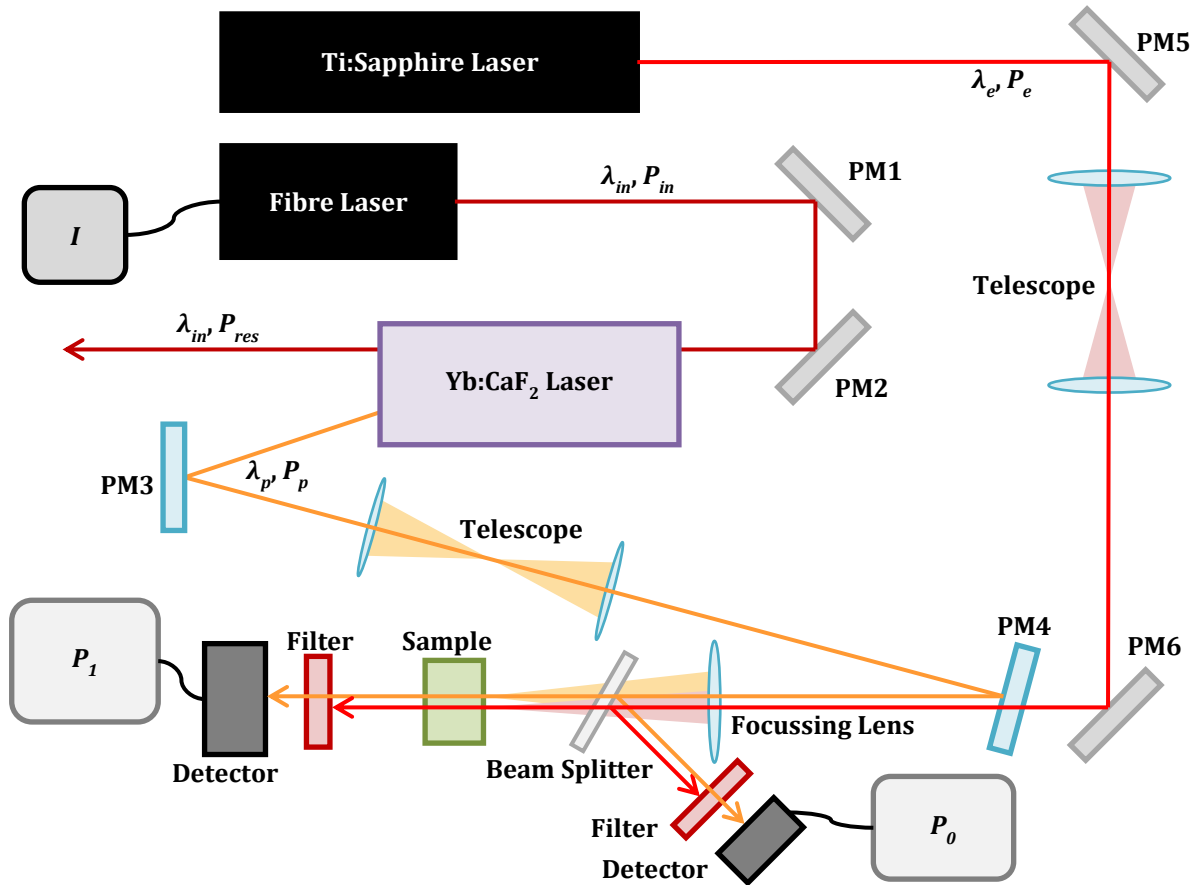 PM5
Ti:Sapphire Laser
λe, Pe
PM1
λin, Pin
Fibre Laser
I
Telescope
λin, Pres
Yb:CaF2 Laser
PM2
PM3
λp, Pp
Telescope
PM4
PM6
Filter
Sample
P1
Focussing Lens
Detector
Beam Splitter
Filter
P0
Detector